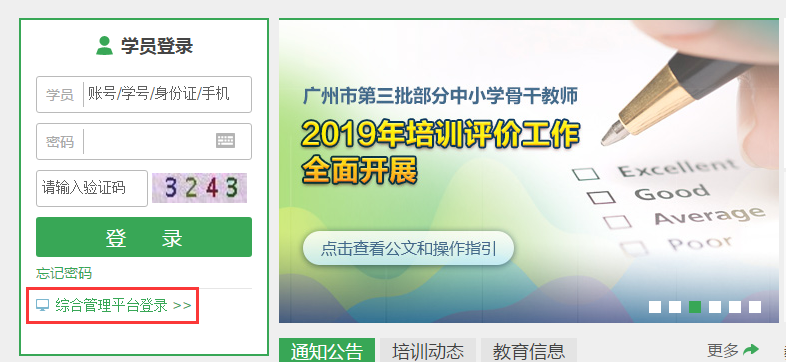 学员登录
学员 账号/学号/身份证/手机
密码
请输入验证码 3243
登 录
忘记密码
综合管理平台登录 >>
广州市第三批部分中小学骨干教师
2019年培训评价工作
全面开展
点击查看公文和操作指引
Excellent
Good
Average
Poor
通知公告 培训动态 教育信息 更多